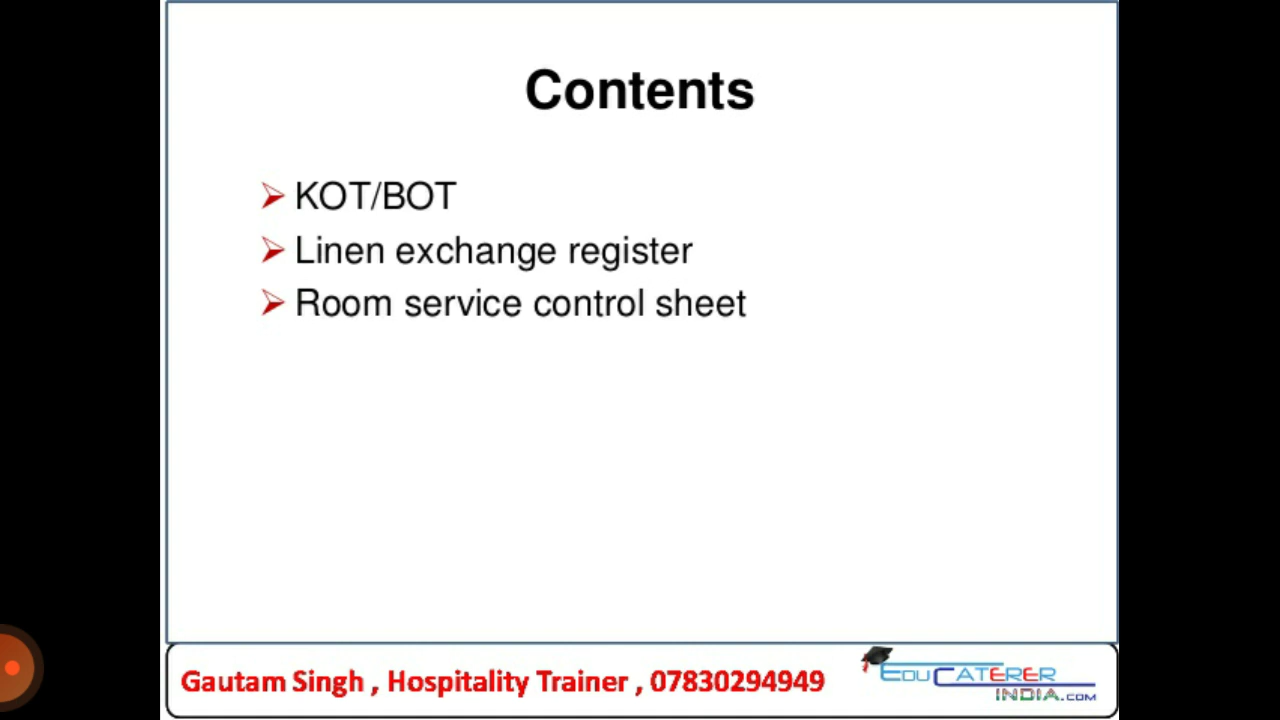 Contents
KOT/BOT
Linen exchange register
Room service control sheet
Gautam Singh , Hospitality Trainer , 07830294949
EDUCATERER
INDIA.COM